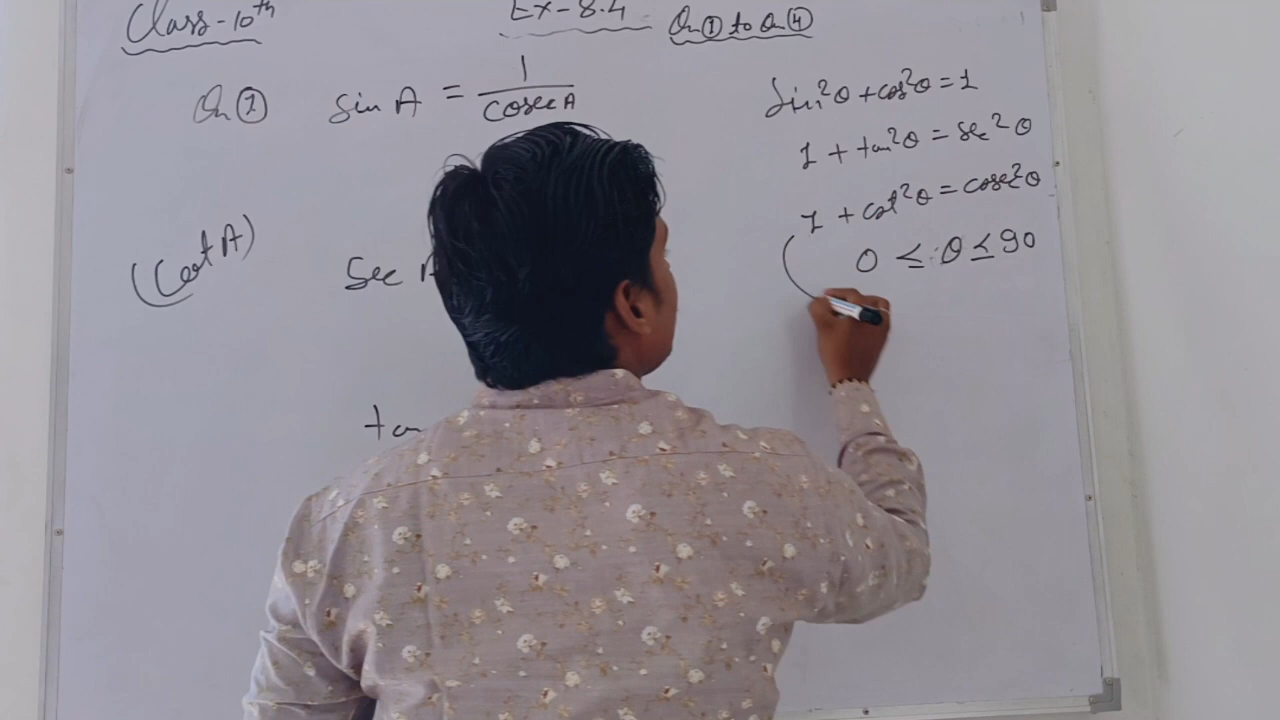 Class-10th
Ex-8.4
Qn① to Qn④
Qn① sin A = 1/cosec A
(cot A)
Sec A
tan
sin²θ + cos²θ = 1
1 + tan²θ = sec²θ
1 + cot²θ = cosec²θ
0 ≤ θ ≤ 90